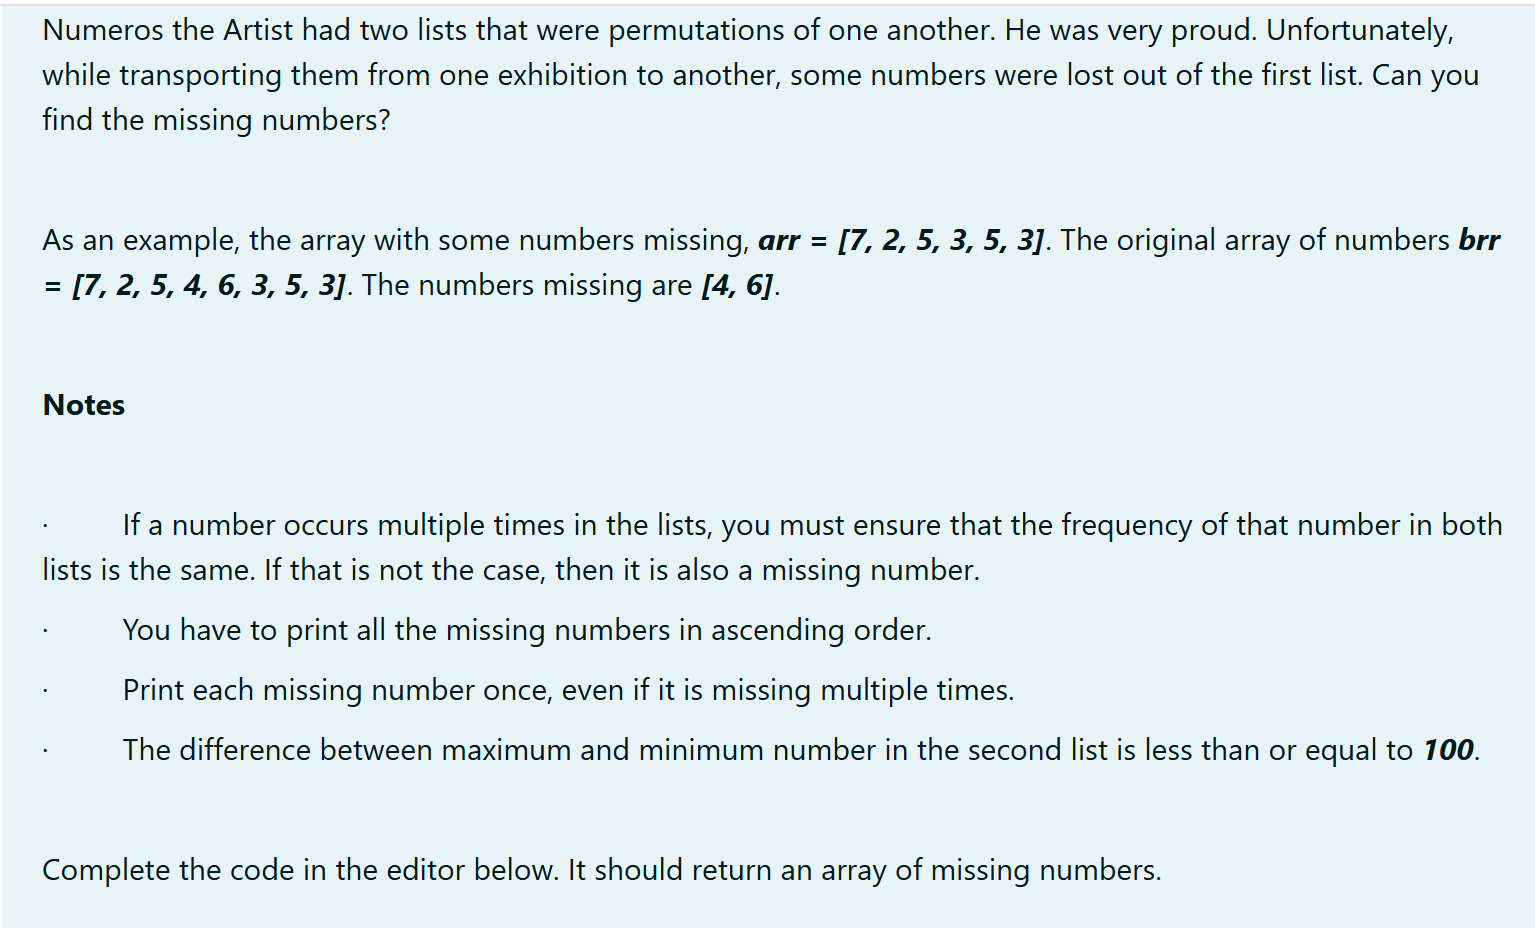 Numeros the Artist had two lists that were permutations of one another. He was very proud. Unfortunately,
while transporting them from one exhibition to another, some numbers were lost out of the first list. Can you
find the missing numbers?
As an example, the array with some numbers missing, arr = [7, 2, 5, 3, 5, 3]. The original array of numbers brr
= [7, 2, 5, 4, 6, 3, 5, 3]. The numbers missing are [4, 6].
Notes
· If a number occurs multiple times in the lists, you must ensure that the frequency of that number in both
lists is the same. If that is not the case, then it is also a missing number.
· You have to print all the missing numbers in ascending order.
· Print each missing number once, even if it is missing multiple times.
· The difference between maximum and minimum number in the second list is less than or equal to 100.
Complete the code in the editor below. It should return an array of missing numbers.